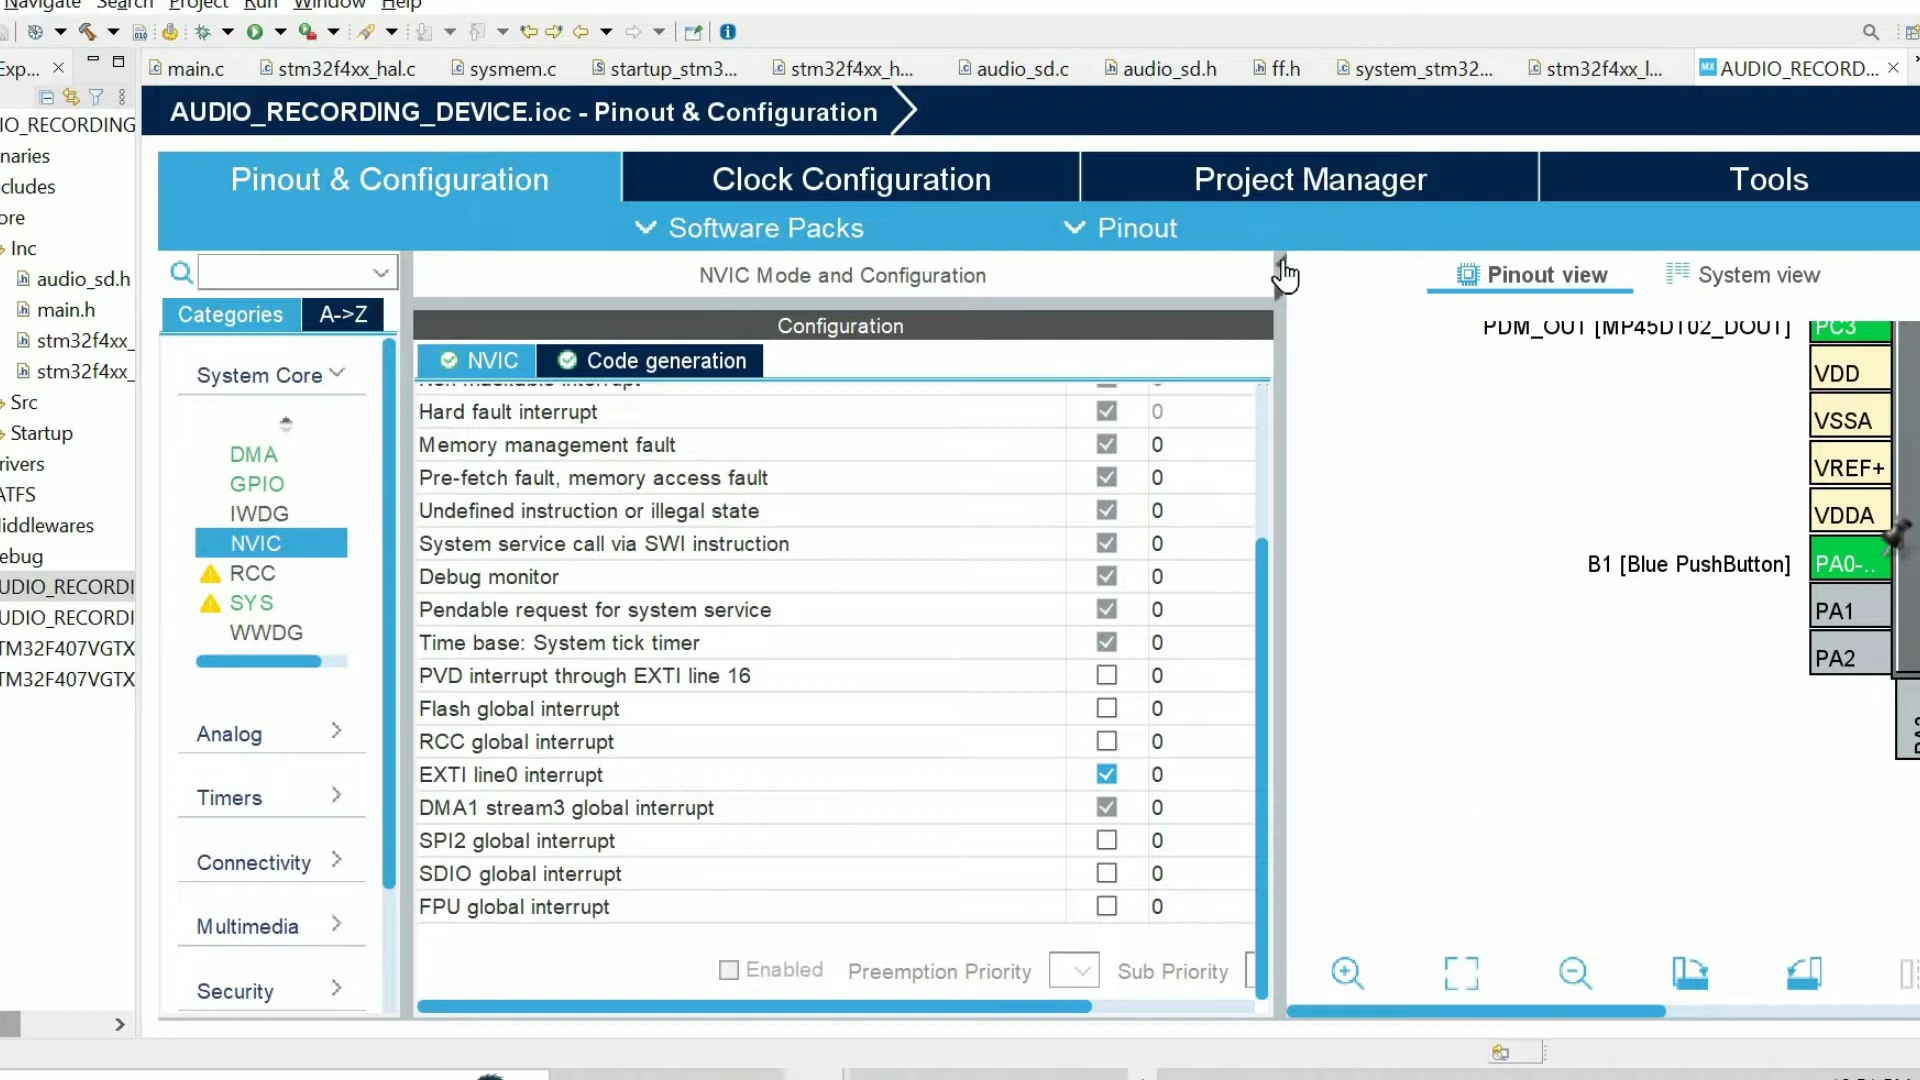 Navigate Search Project Run Window Help
Exp...
main.c
stm32f4xx_hal.c
sysmem.c
startup_stm3...
stm32f4xx_h...
audio_sd.c
audio_sd.h
ff.h
system_stm32...
stm32f4xx_l...
MX AUDIO_RECORD...
AUDIO_RECORDING_DEVICE.ioc - Pinout & Configuration
IO_RECORDING
naries
cludes
ore
Inc
audio_sd.h
main.h
stm32f4xx_
stm32f4xx_
Src
Startup
rivers
ATFS
iddlewares
ebug
UDIO_RECORDI
UDIO_RECORDI
TM32F407VGTX
TM32F407VGTX
Pinout & Configuration
Clock Configuration
Project Manager
Tools
Software Packs
Pinout
Categories
A->Z
System Core
DMA
GPIO
IWDG
NVIC
RCC
SYS
WWDG
Analog
Timers
Connectivity
Multimedia
Security
NVIC Mode and Configuration
Configuration
NVIC
Code generation
Hard fault interrupt 0
Memory management fault 0
Pre-fetch fault, memory access fault 0
Undefined instruction or illegal state 0
System service call via SWI instruction 0
Debug monitor 0
Pendable request for system service 0
Time base: System tick timer 0
PVD interrupt through EXTI line 16 0
Flash global interrupt 0
RCC global interrupt 0
EXTI line0 interrupt 0
DMA1 stream3 global interrupt 0
SPI2 global interrupt 0
SDIO global interrupt 0
FPU global interrupt 0
Enabled Preemption Priority Sub Priority
Pinout view
System view
PDM_OUT [MP45DT02_DOUT] PC3
VDD
VSSA
VREF+
VDDA
B1 [Blue PushButton] PA0-..
PA1
PA2